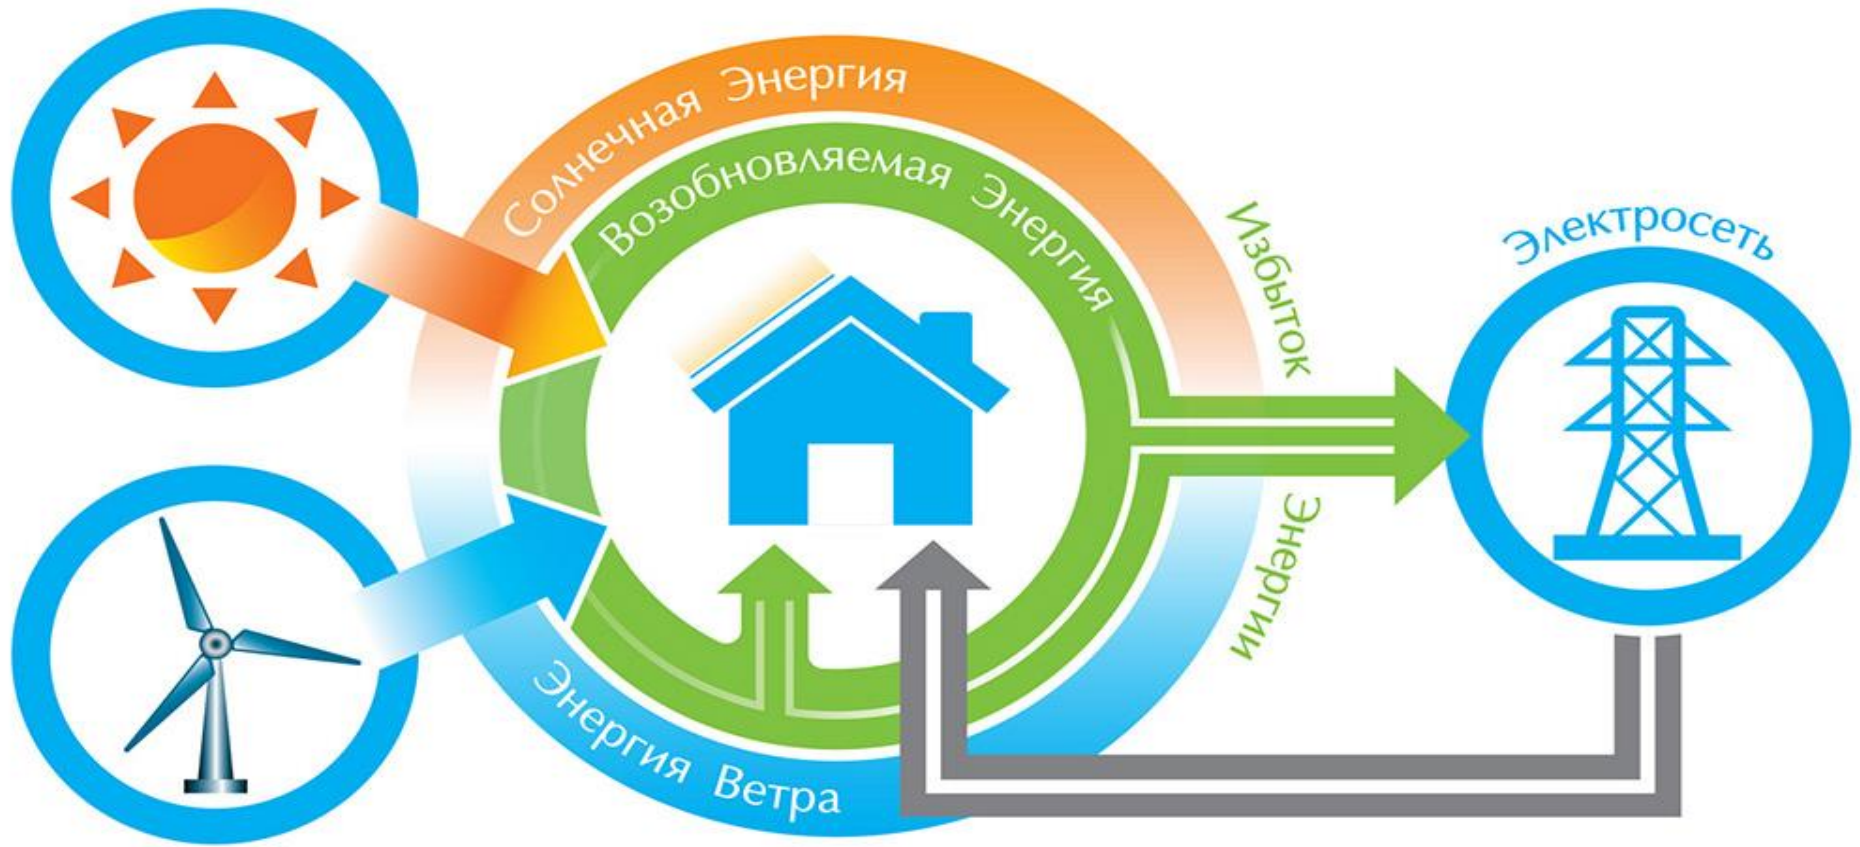 Солнечная Энергия
Возобновляемая Энергия
Избыток Энергии
Электросеть
Энергия Ветра